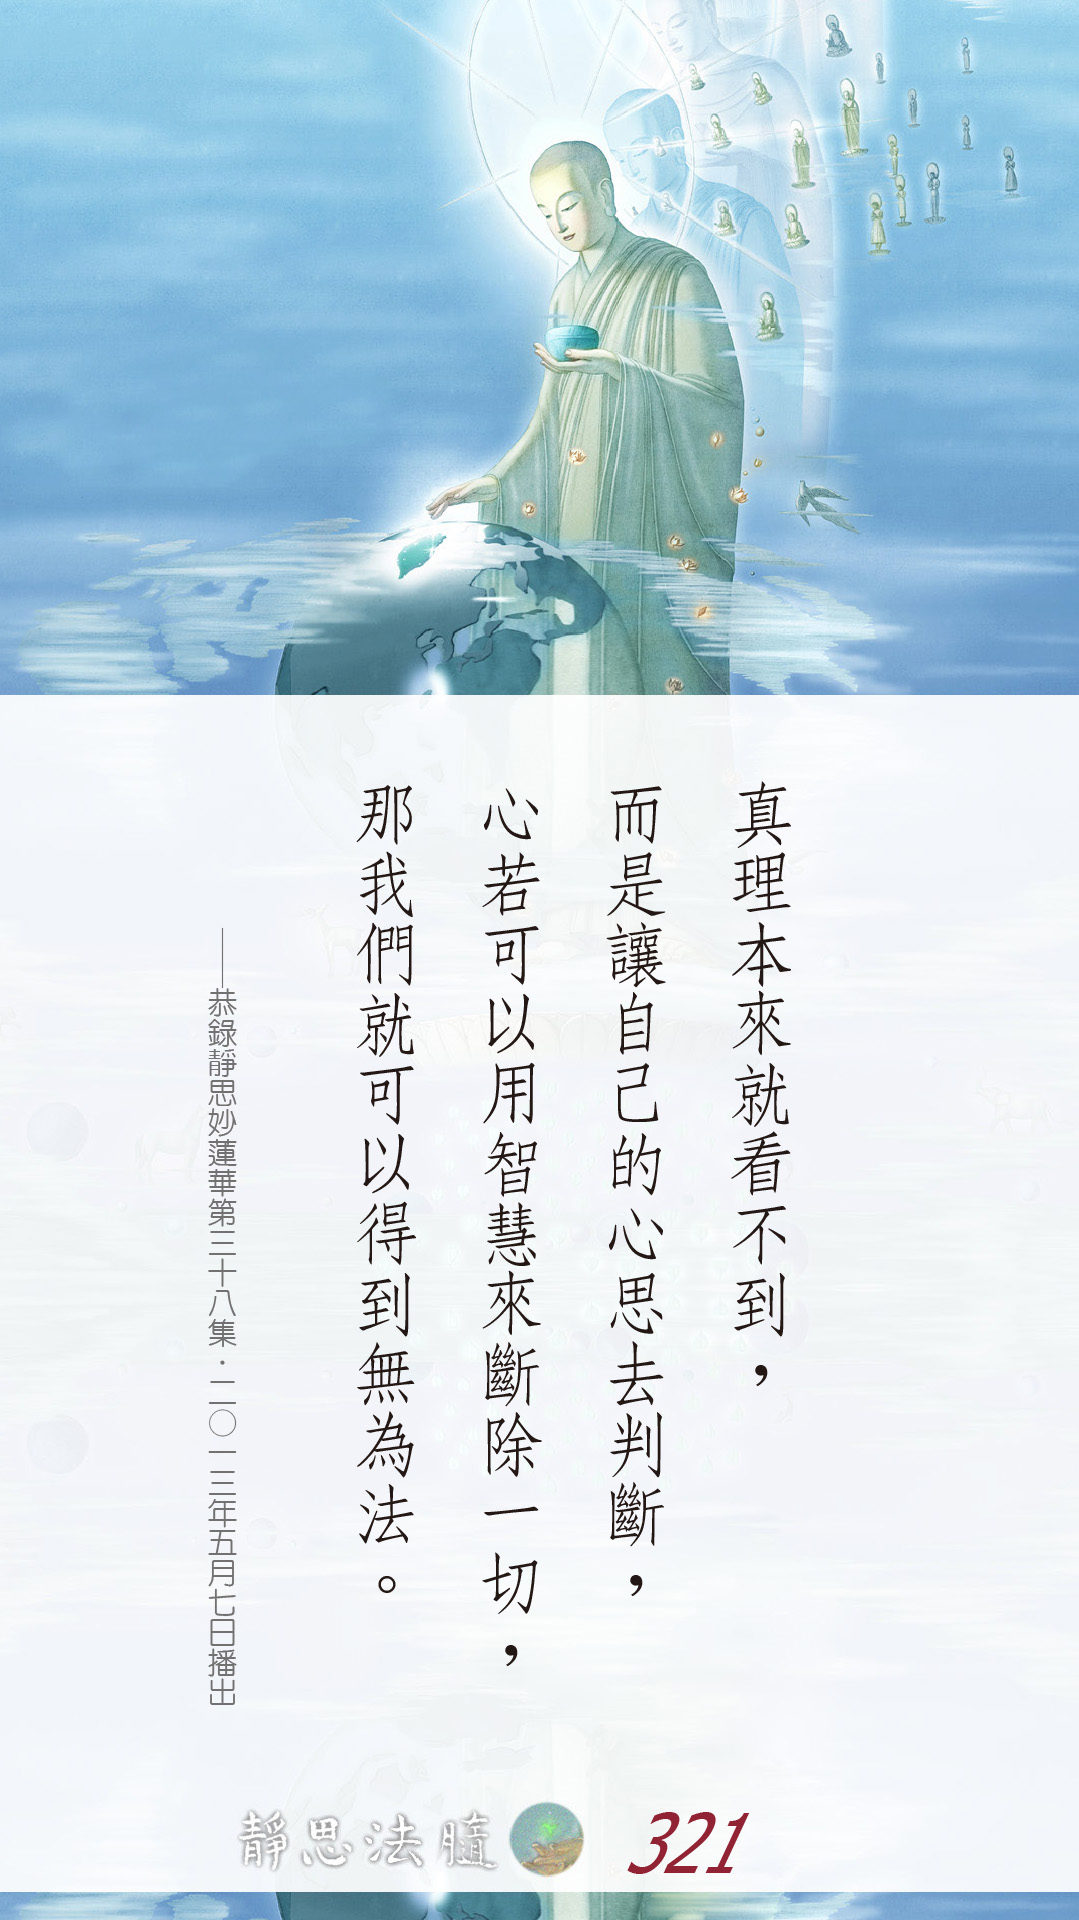 真理本來就看不到，
而是讓自己的心思去判斷，
心若可以用智慧來斷除一切，
那我們就可以得到無為法。
——恭錄靜思妙蓮華第三十八集．二〇一三年五月七日播出
靜思法髓
321